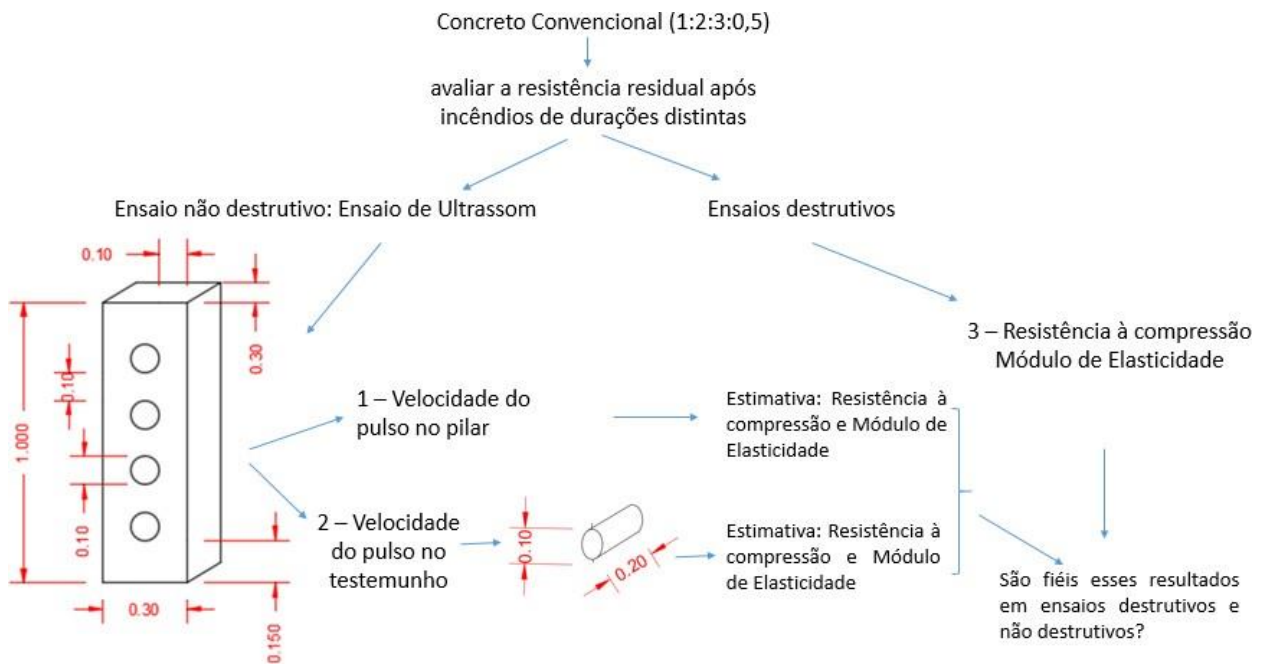 Concreto Convencional (1:2:3:0,5)
avaliar a resistência residual após
incêndios de durações distintas
Ensaio não destrutivo: Ensaio de Ultrassom
Ensaios destrutivos
0.10
0.30
0.10
1.000
0.10
0.30
0.150
3 – Resistência à compressão
Módulo de Elasticidade
1 – Velocidade do
pulso no pilar
Estimativa: Resistência à
compressão e Módulo de
Elasticidade
2 – Velocidade
do pulso no
testemunho
0.10
0.20
Estimativa: Resistência à
compressão e Módulo
de Elasticidade
São fiéis esses resultados
em ensaios destrutivos e
não destrutivos?